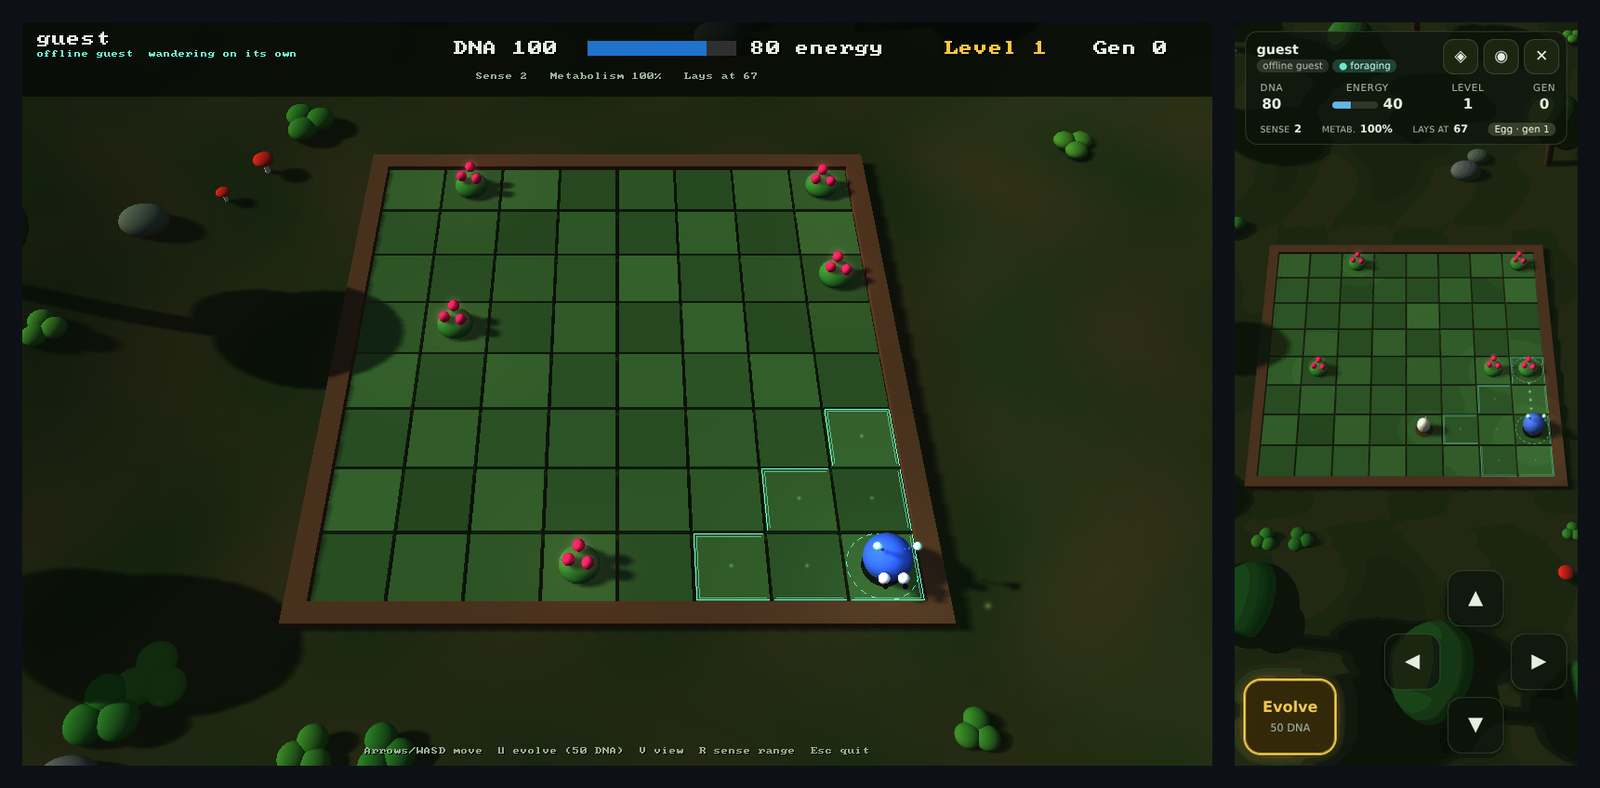 guest
offline guest wandering on its own
DNA 100 80 energy Level 1 Gen 0
Sense 2 Metabolism 100% Lays at 67
Arrows/WASD move U evolve (50 DNA) V view R sense range Esc quit
guest
offline guest foraging
DNA ENERGY LEVEL GEN
80 40 1 0
SENSE 2 METAB. 100% LAYS AT 67 Egg · gen 1
Evolve
50 DNA